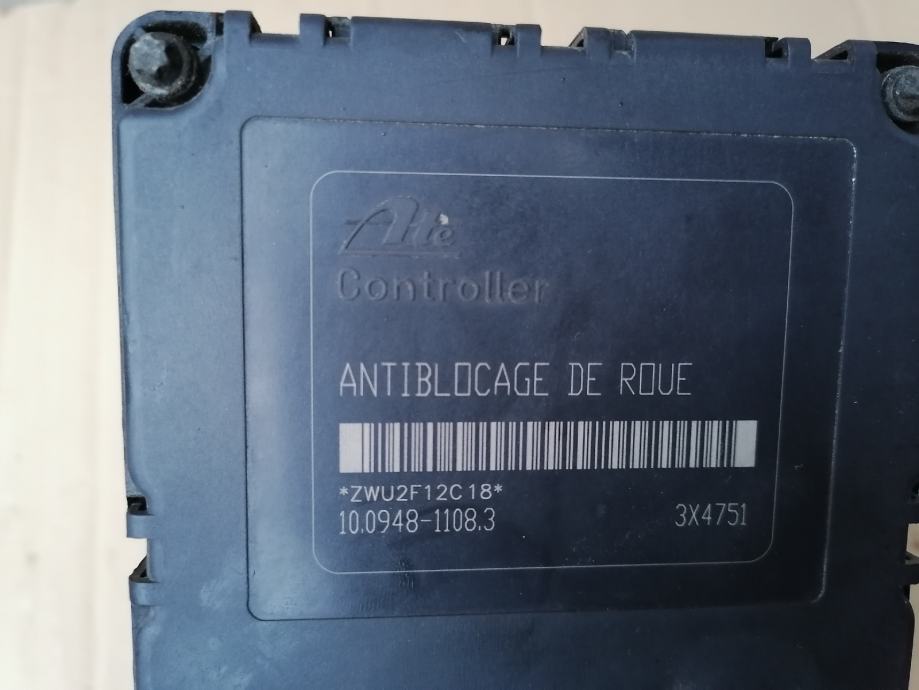 Ate
Controller
ANTIBLOCAGE DE ROUE
*ZWU2F12C18*
10.0948-1108.3
3X4751